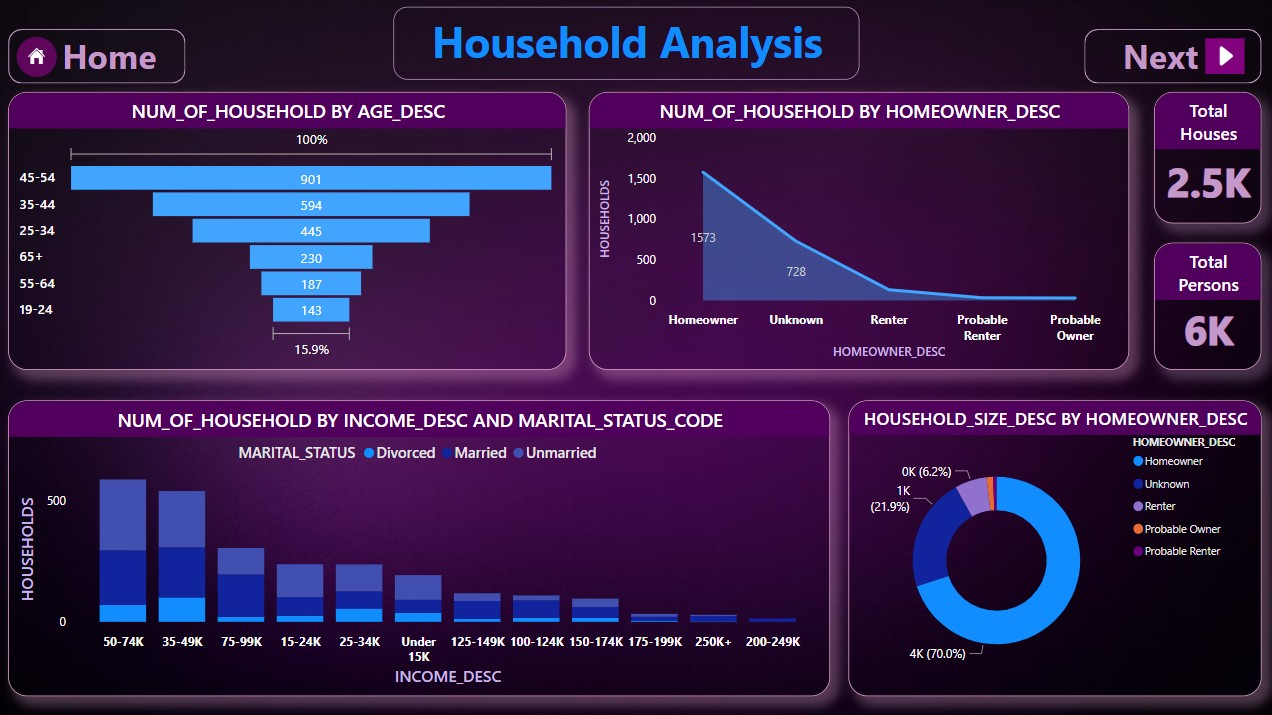 Home
Household Analysis
Next
NUM_OF_HOUSEHOLD BY AGE_DESC
100%
45-54
901
35-44
594
25-34
445
65+
230
55-64
187
19-24
143
15.9%
NUM_OF_HOUSEHOLD BY HOMEOWNER_DESC
HOUSEHOLDS
2,000
1,500
1,000
500
0
1573
728
Homeowner
Unknown
Renter
Probable
Renter
Probable
Owner
HOMEOWNER_DESC
Total
Houses
2.5K
Total
Persons
6K
NUM_OF_HOUSEHOLD BY INCOME_DESC AND MARITAL_STATUS_CODE
MARITAL_STATUS Divorced Married Unmarried
HOUSEHOLDS
500
0
50-74K
35-49K
75-99K
15-24K
25-34K
Under
15K
125-149K
100-124K
150-174K
175-199K
250K+
200-249K
INCOME_DESC
HOUSEHOLD_SIZE_DESC BY HOMEOWNER_DESC
HOMEOWNER_DESC
Homeowner
Unknown
Renter
Probable Owner
Probable Renter
0K (6.2%)
1K
(21.9%)
4K (70.0%)